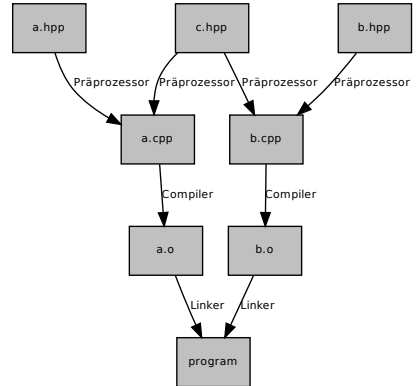 a.hpp
c.hpp
b.hpp
Präprozessor
Präprozessor
Präprozessor
Präprozessor
a.cpp
b.cpp
Compiler
Compiler
a.o
b.o
Linker
Linker
program